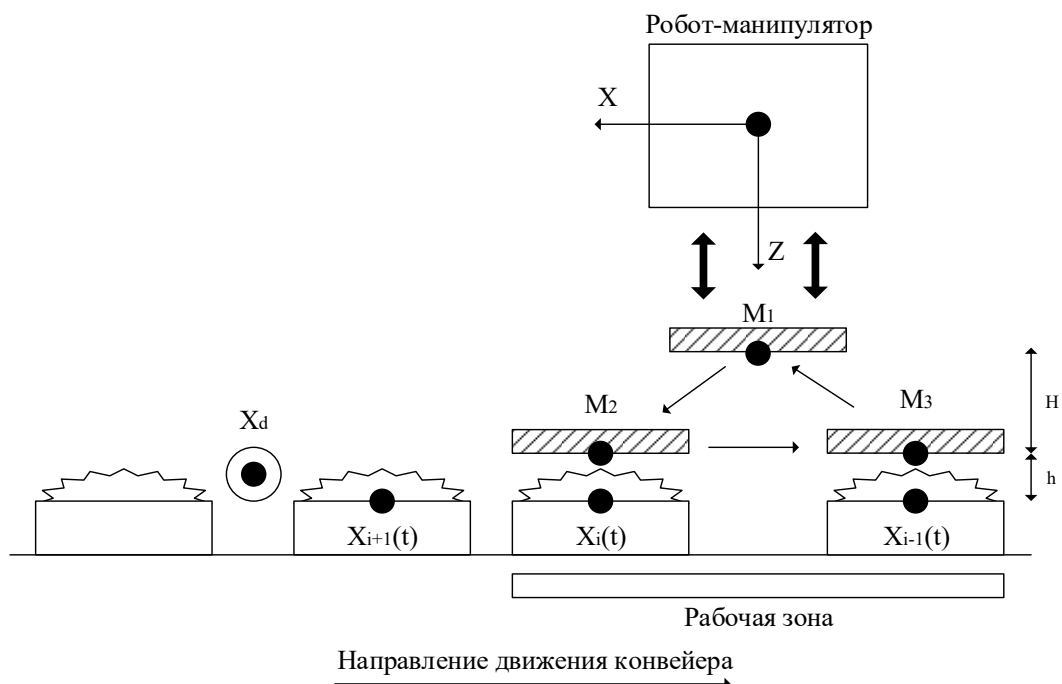 Робот-манипулятор
X
Z
M1
M2
M3
H
Xd
h
Xi+1(t)
Xi(t)
Xi-1(t)
Рабочая зона
Направление движения конвейера